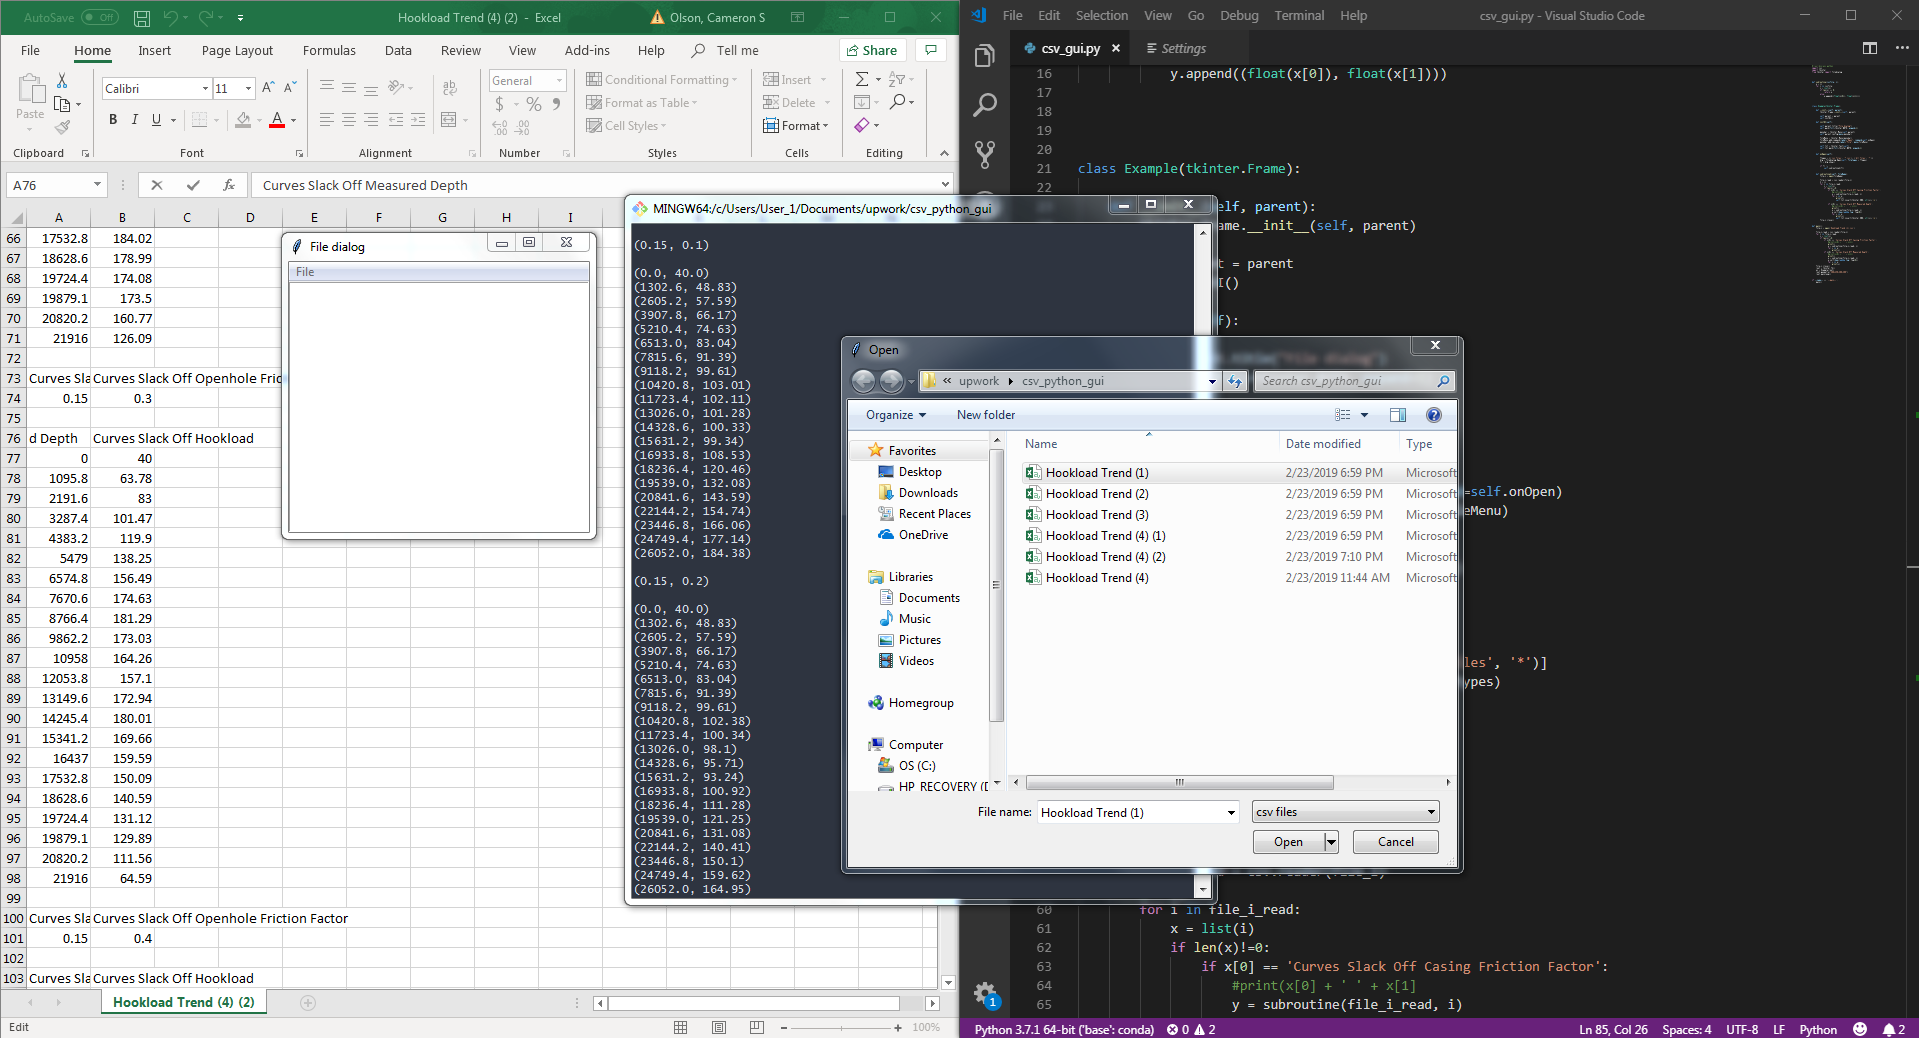 AutoSave Off
Hookload Trend (4) (2) - Excel
Olson, Cameron S
File Home Insert Page Layout Formulas Data Review View Add-ins Help Tell me Share
Paste
Calibri 11
B I U
General
Conditional Formatting
Format as Table
Cell Styles
Insert
Delete
Format
Clipboard Font Alignment Number Styles Cells Editing
A76
fx Curves Slack Off Measured Depth
A B C D E F G H I
66 17532.8 184.02
67 18628.6 178.99
68 19724.4 174.08
69 19879.1 173.5
70 20820.2 160.77
71 21916 126.09
72
73 Curves Sla Curves Slack Off Openhole Fric
74 0.15 0.3
75
76 d Depth Curves Slack Off Hookload
77 0 40
78 1095.8 63.78
79 2191.6 83
80 3287.4 101.47
81 4383.2 119.9
82 5479 138.25
83 6574.8 156.49
84 7670.6 174.63
85 8766.4 181.29
86 9862.2 173.03
87 10958 164.26
88 12053.8 157.1
89 13149.6 172.94
90 14245.4 180.01
91 15341.2 169.66
92 16437 159.59
93 17532.8 150.09
94 18628.6 140.59
95 19724.4 131.12
96 19879.1 129.89
97 20820.2 111.56
98 21916 64.59
99
100 Curves Sla Curves Slack Off Openhole Friction Factor
101 0.15 0.4
102
103 Curves Sla Curves Slack Off Hookload
Hookload Trend (4) (2)
Edit
100%
File dialog
File
MINGW64:/c/Users/User_1/Documents/upwork/csv_python_gui
(0.15, 0.1)
(0.0, 40.0)
(1302.6, 48.83)
(2605.2, 57.59)
(3907.8, 66.17)
(5210.4, 74.63)
(6513.0, 83.04)
(7815.6, 91.39)
(9118.2, 99.61)
(10420.8, 103.01)
(11723.4, 102.11)
(13026.0, 101.28)
(14328.6, 100.33)
(15631.2, 99.34)
(16933.8, 108.53)
(18236.4, 120.46)
(19539.0, 132.08)
(20841.6, 143.59)
(22144.2, 154.74)
(23446.8, 166.06)
(24749.4, 177.14)
(26052.0, 184.38)
(0.15, 0.2)
(0.0, 40.0)
(1302.6, 48.83)
(2605.2, 57.59)
(3907.8, 66.17)
(5210.4, 74.63)
(6513.0, 83.04)
(7815.6, 91.39)
(9118.2, 99.61)
(10420.8, 102.38)
(11723.4, 100.34)
(13026.0, 98.1)
(14328.6, 95.71)
(15631.2, 93.24)
(16933.8, 100.92)
(18236.4, 111.28)
(19539.0, 121.25)
(20841.6, 131.08)
(22144.2, 140.41)
(23446.8, 150.1)
(24749.4, 159.62)
(26052.0, 164.95)
Open
« upwork csv_python_gui
Search csv_python_gui
Organize New folder
Favorites
Desktop
Downloads
Recent Places
OneDrive
Libraries
Documents
Music
Pictures
Videos
Homegroup
Computer
OS (C:)
HP_RECOVERY (D
Name Date modified Type
Hookload Trend (1) 2/23/2019 6:59 PM Microsoft
Hookload Trend (2) 2/23/2019 6:59 PM Microsoft
Hookload Trend (3) 2/23/2019 6:59 PM Microsoft
Hookload Trend (4) (1) 2/23/2019 6:59 PM Microsoft
Hookload Trend (4) (2) 2/23/2019 7:10 PM Microsoft
Hookload Trend (4) 2/23/2019 11:44 AM Microsoft
File name: Hookload Trend (1)
csv files
Open Cancel
File Edit Selection View Go Debug Terminal Help
csv_gui.py - Visual Studio Code
csv_gui.py Settings
16 y.append((float(x[0]), float(x[1])))
17
18
19
20
21 class Example(tkinter.Frame):
22
elf, parent):
ame.__init__(self, parent)
t = parent
I()
f):
=self.onOpen)
eMenu)
les', '*')]
ypes)
60 for i in file_i_read:
61 x = list(i)
62 if len(x)!=0:
63 if x[0] == 'Curves Slack Off Casing Friction Factor':
64 #print(x[0] + ' ' + x[1]
65 y = subroutine(file_i_read, i)
1
Python 3.7.1 64-bit ('base': conda) 0 2
Ln 85, Col 26 Spaces: 4 UTF-8 LF Python 2